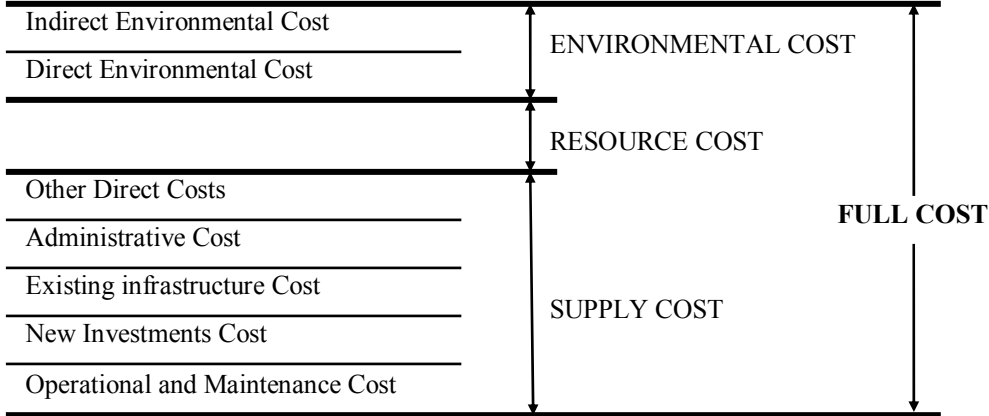 Indirect Environmental Cost
ENVIRONMENTAL COST
Direct Environmental Cost
RESOURCE COST
Other Direct Costs
FULL COST
Administrative Cost
Existing infrastructure Cost
SUPPLY COST
New Investments Cost
Operational and Maintenance Cost